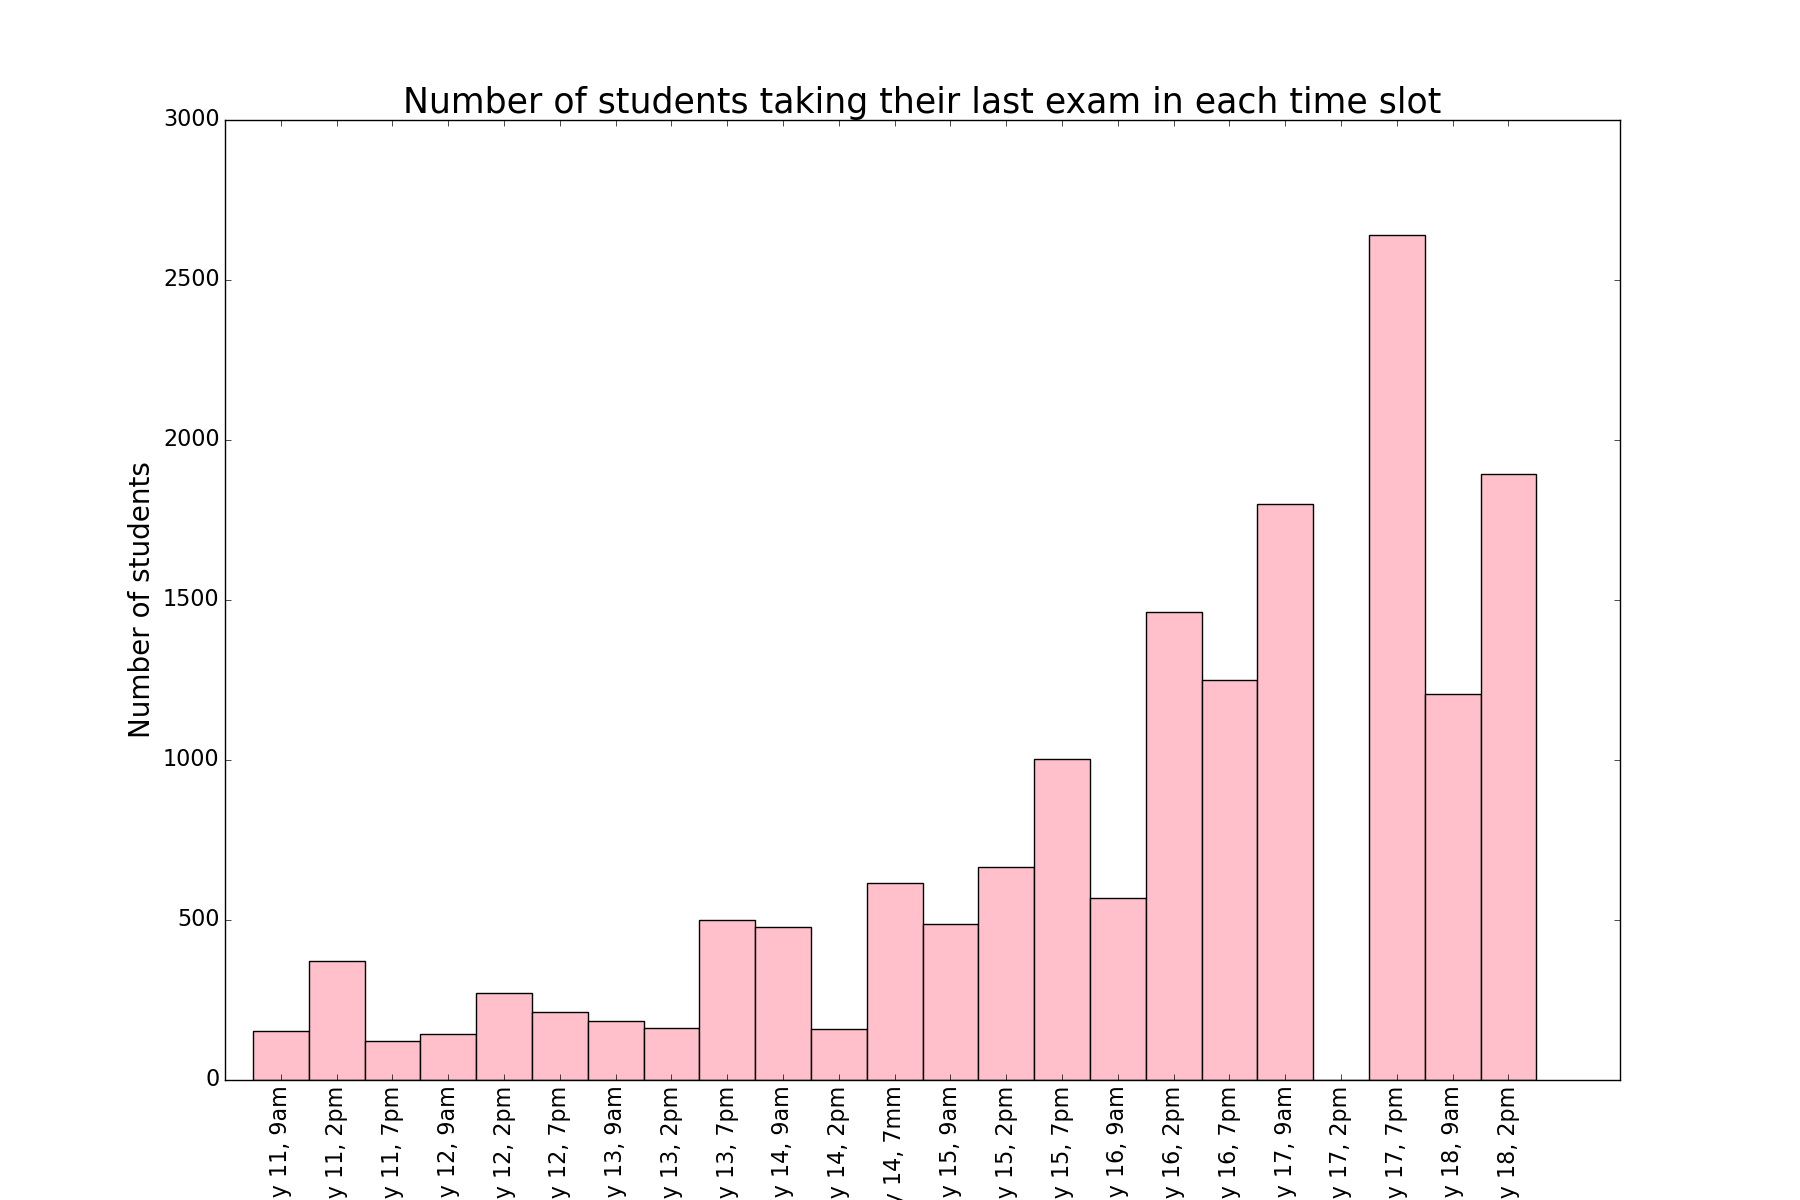 Number of students taking their last exam in each time slot
Number of students
3000
2500
2000
1500
1000
500
0
y 11, 9am
y 11, 2pm
y 11, 7pm
y 12, 9am
y 12, 2pm
y 12, 7pm
y 13, 9am
y 13, 2pm
y 13, 7pm
y 14, 9am
y 14, 2pm
y 14, 7mm
y 15, 9am
y 15, 2pm
y 15, 7pm
y 16, 9am
y 16, 2pm
y 16, 7pm
y 17, 9am
y 17, 2pm
y 17, 7pm
y 18, 9am
y 18, 2pm